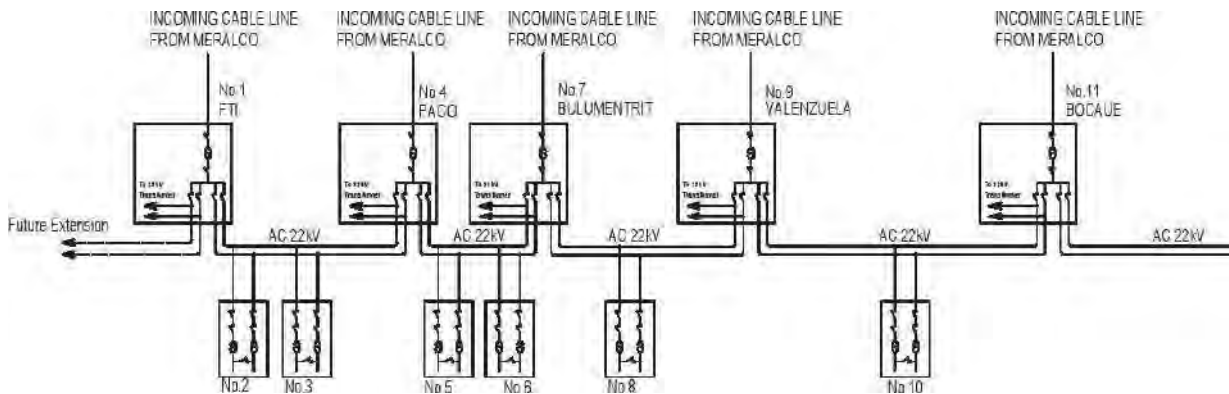 INCOMING CABLE LINE
FROM MERALCO
INCOMING CABLE LINE
FROM MERALCO
INCOMING CABLE LINE
FROM MERALCO
INCOMING CABLE LINE
FROM MERALCO
INCOMING CABLE LINE
FROM MERALCO
No.1
FTI
No.4
PACO
No.7
BULUMENTRIT
No.9
VALENZUELA
No.11
BOCAUE
Future Extension
AC 22kV
AC 22kV
AC 22kV
AC 22kV
AC 22kV
No.2
No.3
No.5
No.6
No.8
No.10